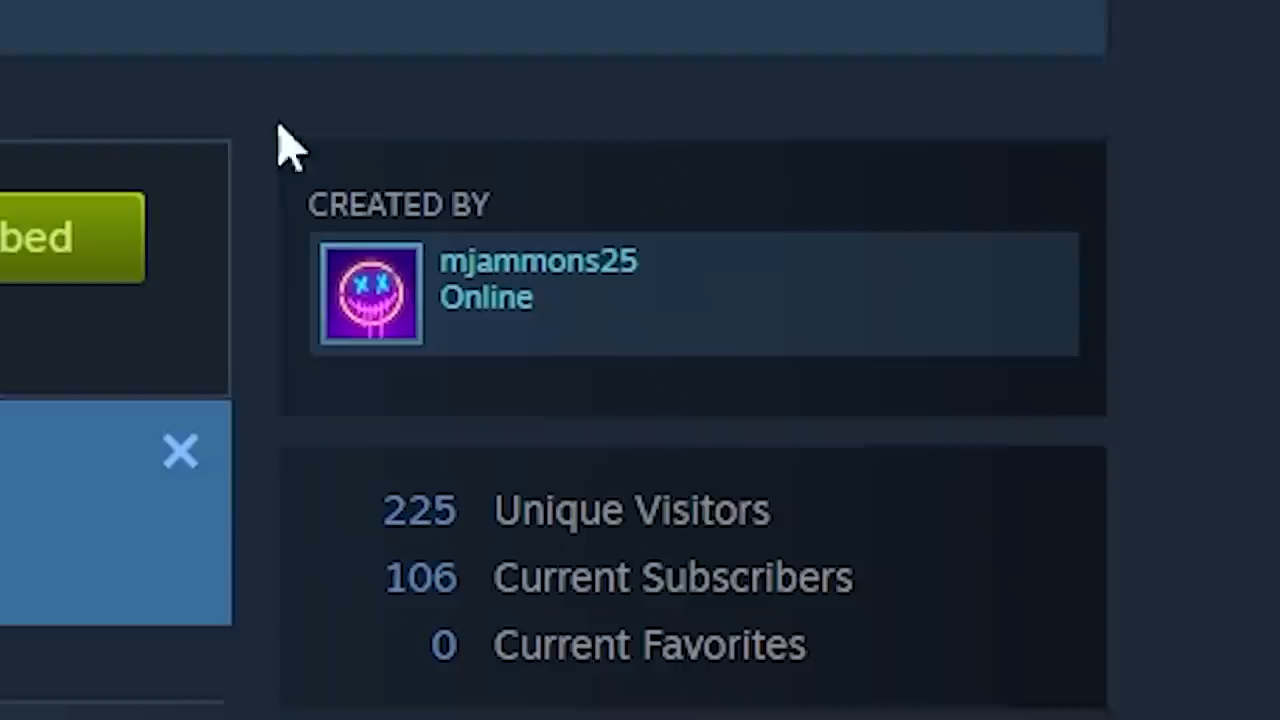 bed
CREATED BY
mjammons25
Online
225 Unique Visitors
106 Current Subscribers
0 Current Favorites